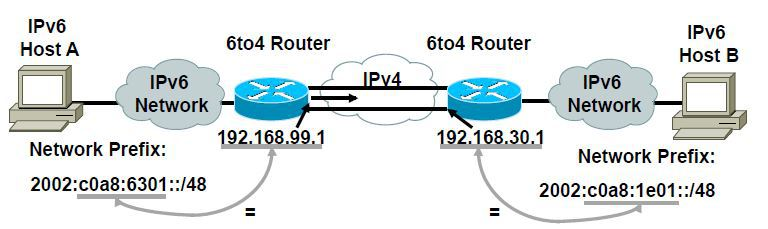 IPv6
Host A
6to4 Router
6to4 Router
IPv6
Host B
IPv6
Network
IPv4
IPv6
Network
192.168.99.1
192.168.30.1
Network Prefix:
2002:c0a8:6301::/48
Network Prefix:
2002:c0a8:1e01::/48
=
=